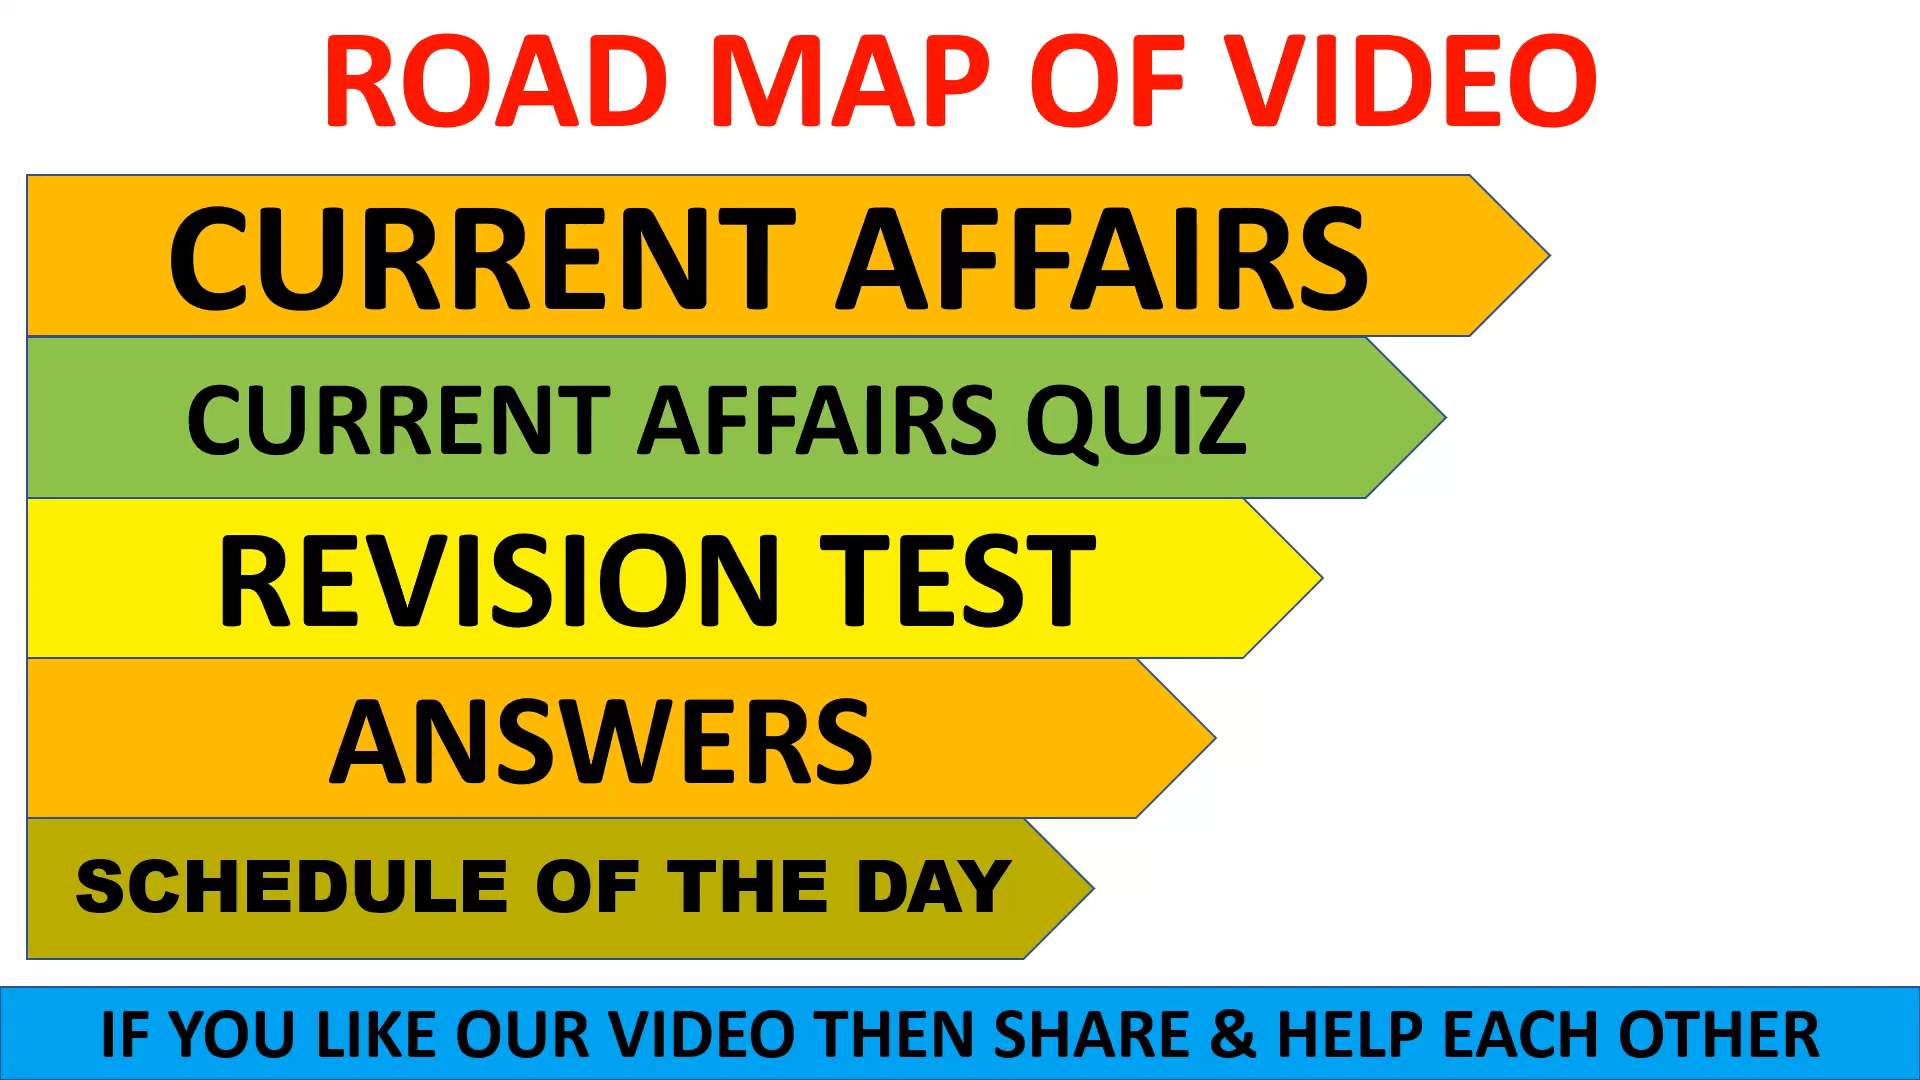 ROAD MAP OF VIDEO
CURRENT AFFAIRS
CURRENT AFFAIRS QUIZ
REVISION TEST
ANSWERS
SCHEDULE OF THE DAY
IF YOU LIKE OUR VIDEO THEN SHARE & HELP EACH OTHER